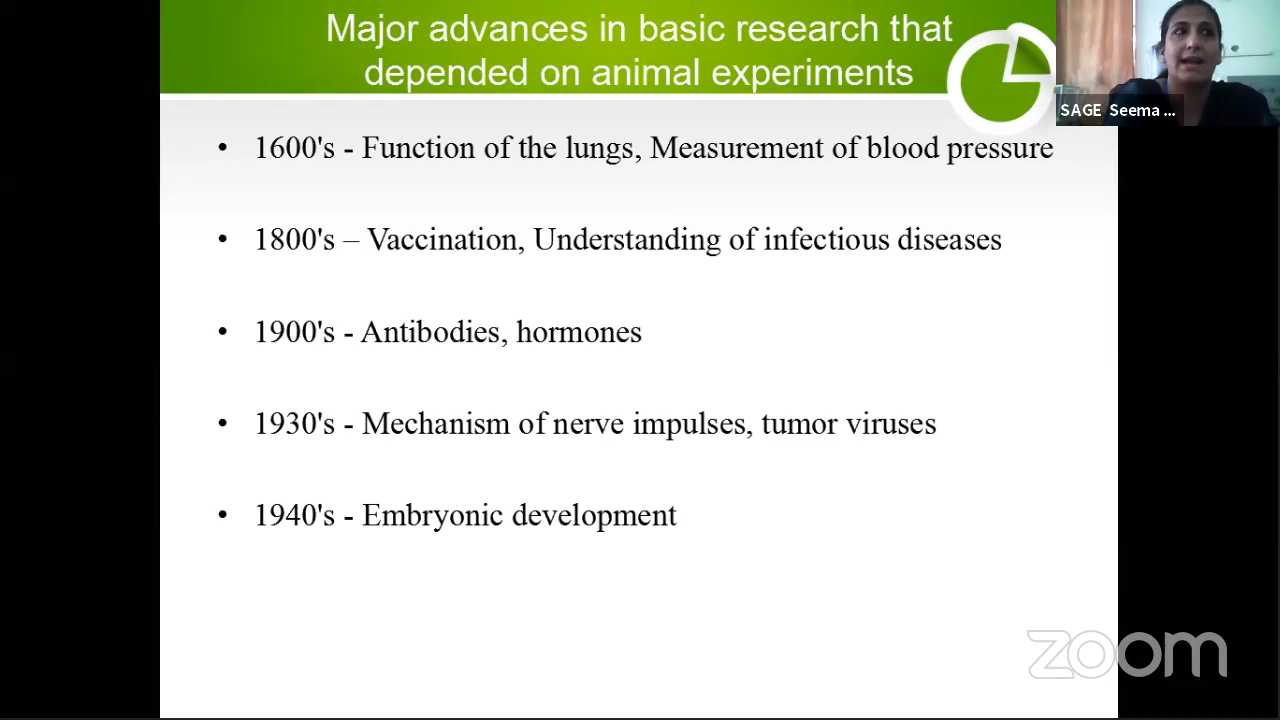 Major advances in basic research that
depended on animal experiments
SAGE Seema ...
• 1600's - Function of the lungs, Measurement of blood pressure
• 1800's – Vaccination, Understanding of infectious diseases
• 1900's - Antibodies, hormones
• 1930's - Mechanism of nerve impulses, tumor viruses
• 1940's - Embryonic development
zoom